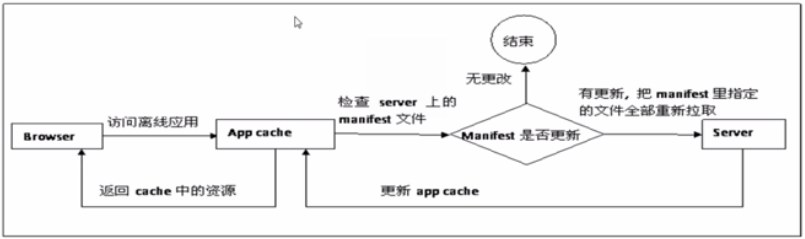 结束
无更改
检查 server 上的
manifest 文件
有更新, 把 manifest 里指定
的文件全部重新拉取
访问离线应用
Browser
App cache
Manifest 是否更新
Server
返回 cache 中的资源
更新 app cache